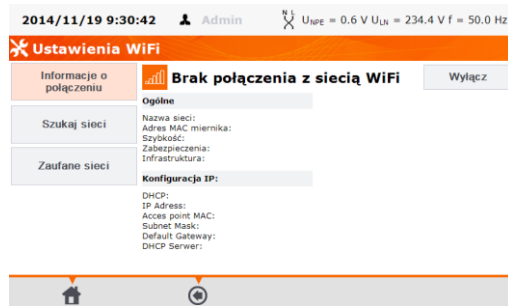 2014/11/19 9:30:42 Admin N L U NPE = 0.6 V U LN = 234.4 V f = 50.0 Hz
Ustawienia WiFi
Informacje o
połączeniu
Brak połączenia z siecią WiFi
Wyłącz
Ogólne
Szukaj sieci
Nazwa sieci:
Adres MAC miernika:
Szybkość:
Zabezpieczenia:
Infrastruktura:
Zaufane sieci
Konfiguracja IP:
DHCP:
IP Adress:
Acces point MAC:
Subnet Mask:
Default Gateway:
DHCP Serwer: